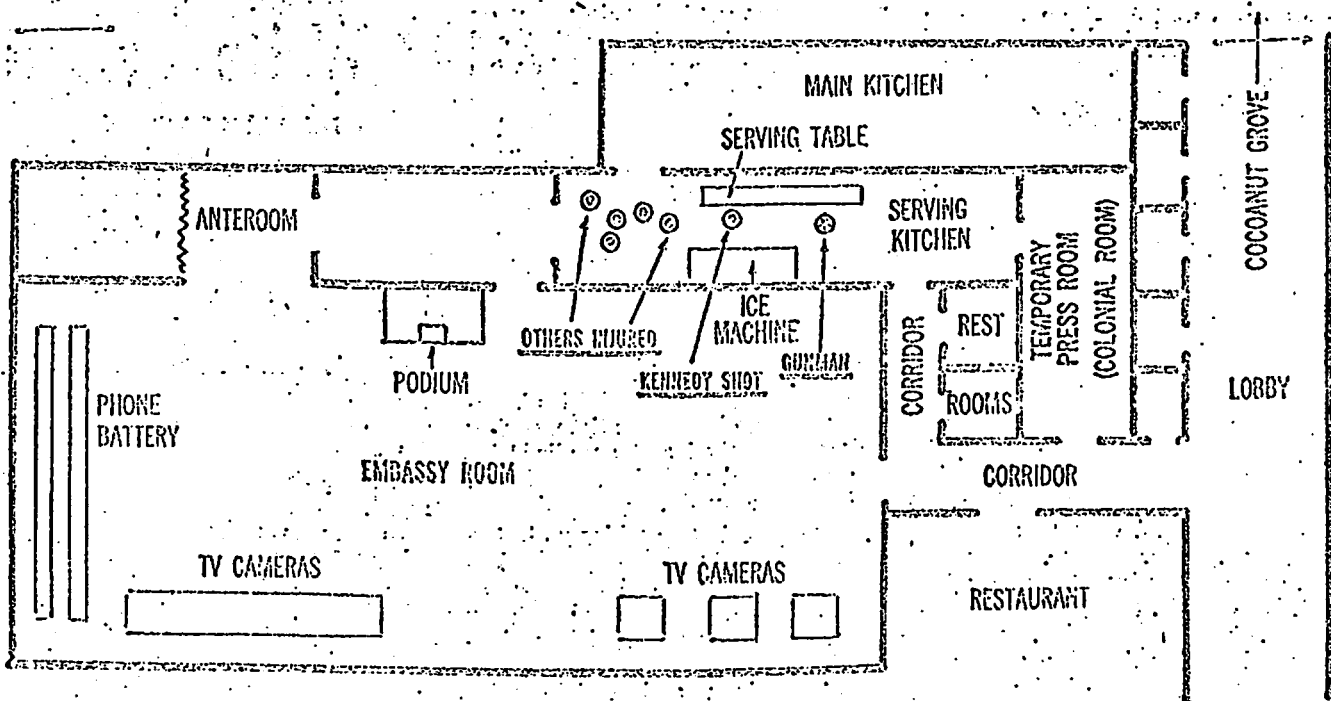 MAIN KITCHEN
SERVING TABLE
ANTEROOM
SERVING
KITCHEN
TEMPORARY
PRESS ROOM
(COLONIAL ROOM)
COCOANUT GROVE
OTHERS INJURED
ICE
MACHINE
KENNEDY SHOT
GUNMAN
PODIUM
CORRIDOR
REST
ROOMS
LOBBY
PHONE
BATTERY
EMBASSY ROOM
CORRIDOR
TV CAMERAS
TV CAMERAS
RESTAURANT